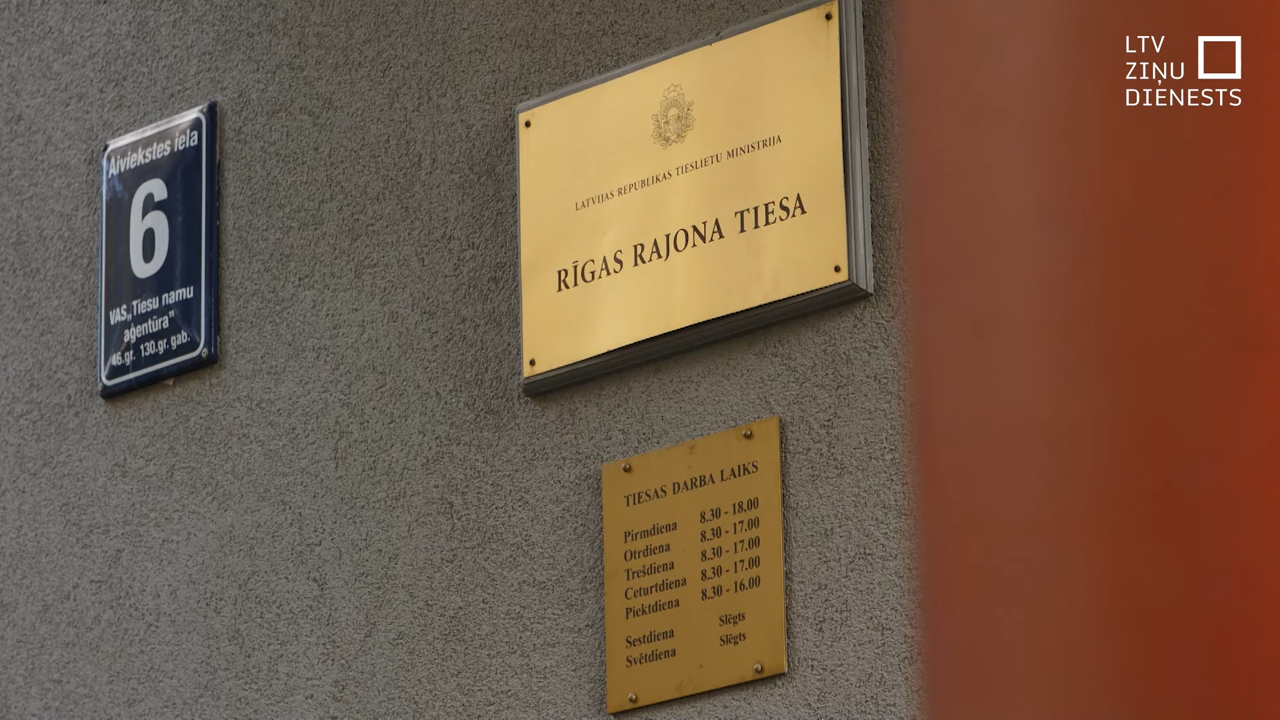 Aiviekstes iela
6
VAS„Tiesu namu
aģentūra"
46.gr. 130.gr. gab.
LATVIJAS REPUBLIKAS TIESLIETU MINISTRIJA
RĪGAS RAJONA TIESA
TIESAS DARBA LAIKS
Pirmdiena 8.30 - 18.00
Otrdiena 8.30 - 17.00
Trešdiena 8.30 - 17.00
Ceturtdiena 8.30 - 17.00
Piektdiena 8.30 - 16.00
Sestdiena Slēgts
Svētdiena Slēgts
LTV
ZIŅU
DIENESTS